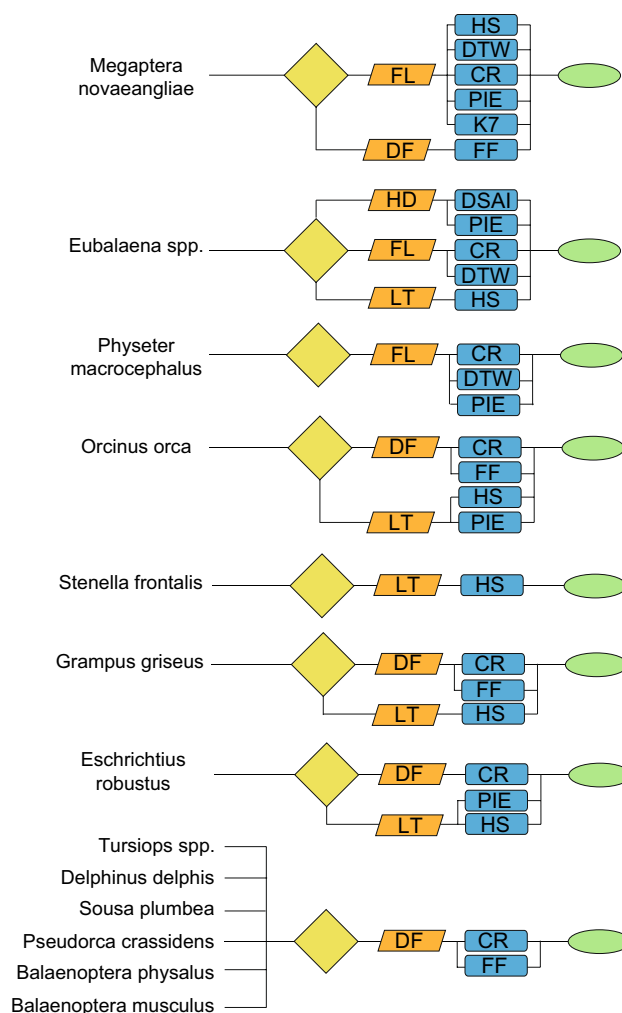 Megaptera
novaeangliae
FL
HS
DTW
CR
PIE
K7
DF
FF
Eubalaena spp.
HD
DSAI
PIE
FL
CR
DTW
LT
HS
Physeter
macrocephalus
FL
CR
DTW
PIE
Orcinus orca
DF
CR
FF
LT
HS
PIE
Stenella frontalis
LT
HS
Grampus griseus
DF
CR
FF
LT
HS
Eschrichtius
robustus
DF
CR
LT
PIE
HS
Tursiops spp.
Delphinus delphis
Sousa plumbea
Pseudorca crassidens
Balaenoptera physalus
Balaenoptera musculus
DF
CR
FF